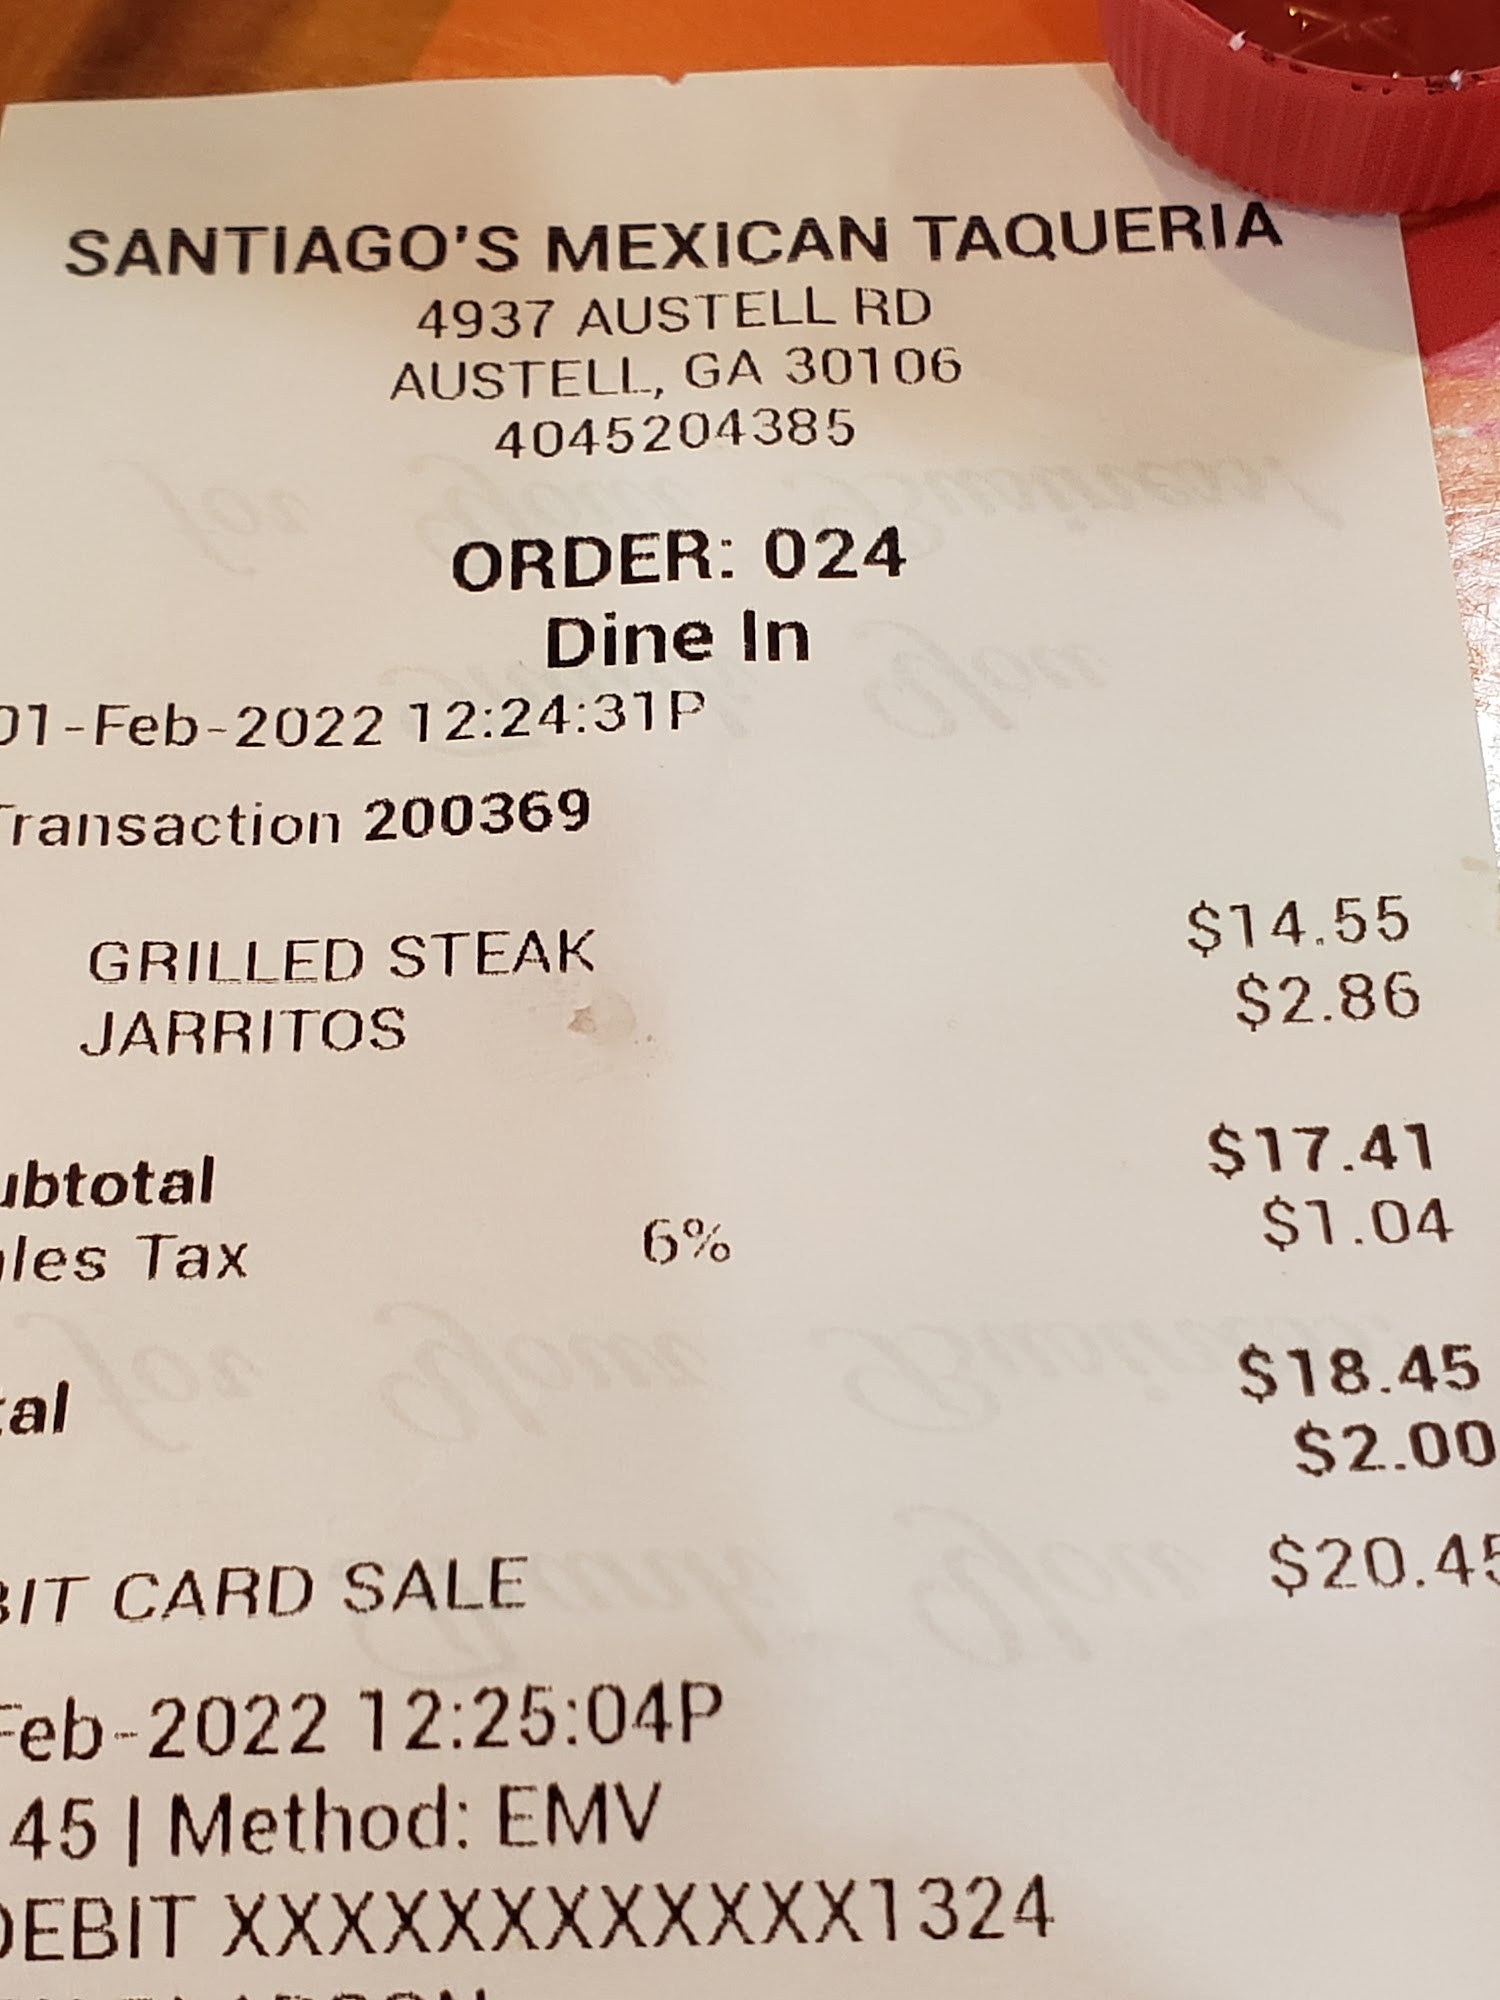 SANTIAGO'S MEXICAN TAQUERIA
4937 AUSTELL RD
AUSTELL, GA 30106
4045204385
ORDER: 024
Dine In
01-Feb-2022 12:24:31P
Transaction 200369
GRILLED STEAK $14.55
JARRITOS $2.86
ubtotal $17.41
ales Tax 6% $1.04
tal $18.45
$2.00
BIT CARD SALE $20.45
Feb-2022 12:25:04P
45 | Method: EMV
DEBIT XXXXXXXXXXXX1324